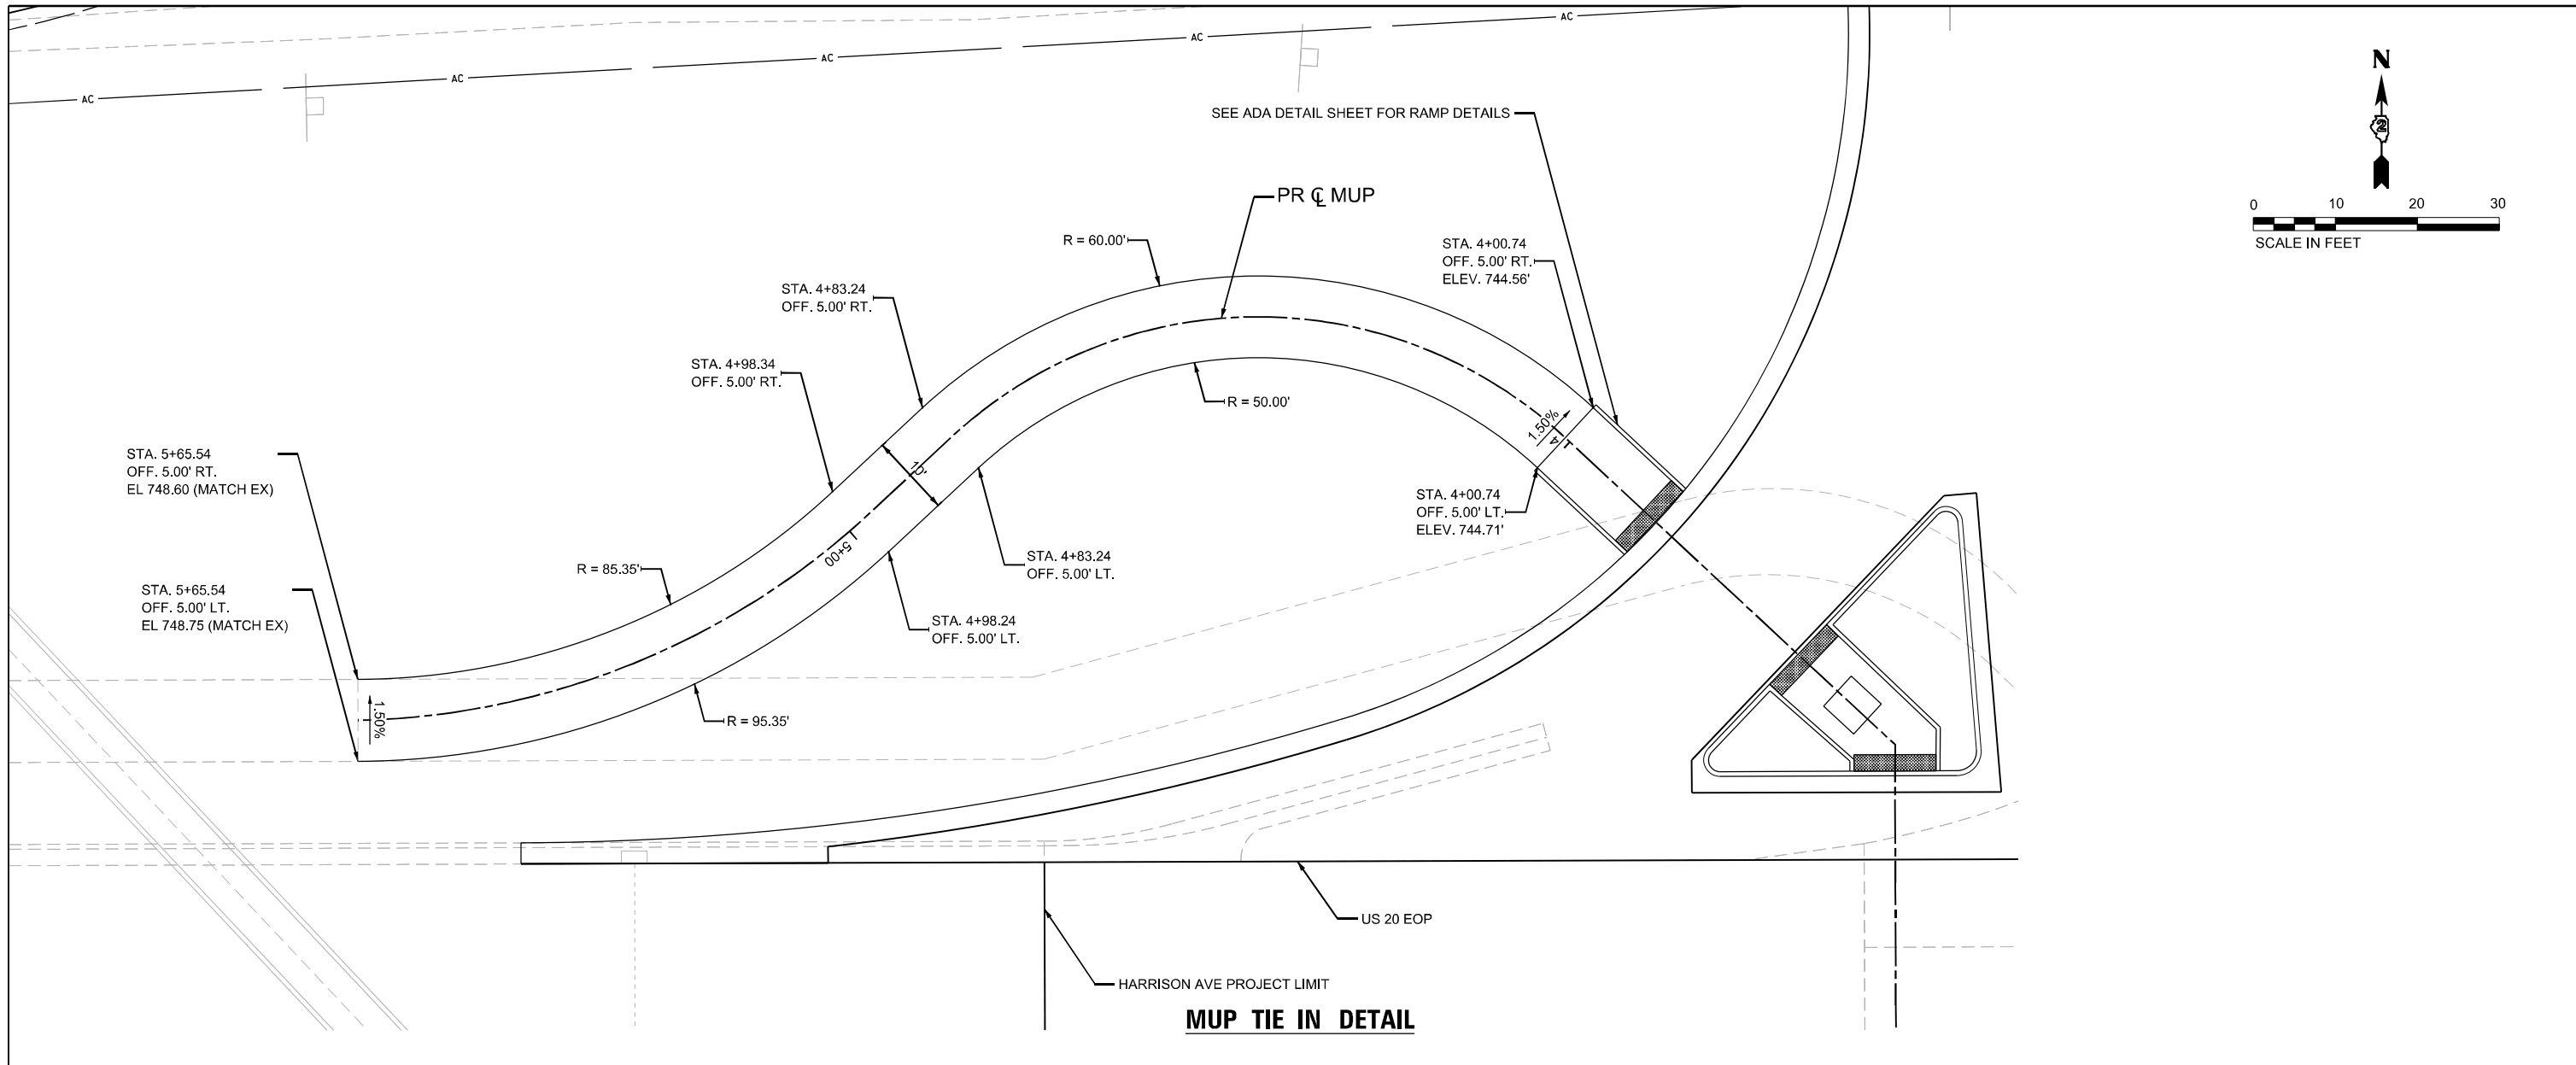 AC
AC
AC
AC
AC
N
2
0 10 20 30
SCALE IN FEET
SEE ADA DETAIL SHEET FOR RAMP DETAILS
PR ℄ MUP
R = 60.00'
STA. 4+00.74
OFF. 5.00' RT.
ELEV. 744.56'
STA. 4+83.24
OFF. 5.00' RT.
STA. 4+98.34
OFF. 5.00' RT.
R = 50.00'
1.50%
4
10'
STA. 5+65.54
OFF. 5.00' RT.
EL 748.60 (MATCH EX)
STA. 4+00.74
OFF. 5.00' LT.
ELEV. 744.71'
5+00
STA. 4+83.24
OFF. 5.00' LT.
R = 85.35'
STA. 5+65.54
OFF. 5.00' LT.
EL 748.75 (MATCH EX)
STA. 4+98.24
OFF. 5.00' LT.
1.50%
R = 95.35'
US 20 EOP
HARRISON AVE PROJECT LIMIT
MUP TIE IN DETAIL